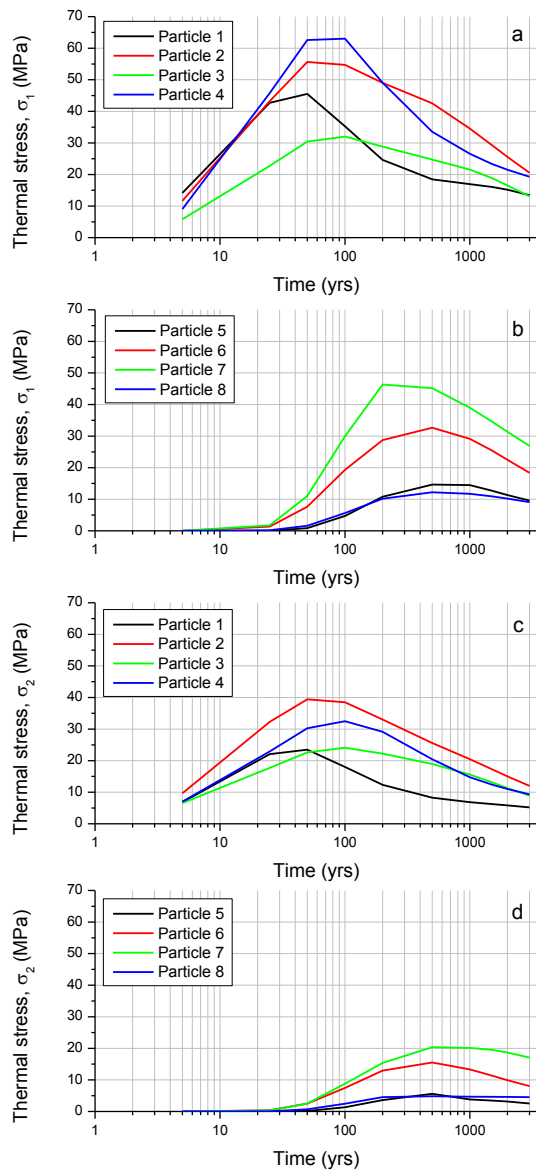 70
60
50
40
30
20
10
0
Thermal stress, σ1 (MPa)
Particle 1
Particle 2
Particle 3
Particle 4
a
1 10 100 1000
Time (yrs)
70
60
50
40
30
20
10
0
Thermal stress, σ1 (MPa)
Particle 5
Particle 6
Particle 7
Particle 8
b
1 10 100 1000
Time (yrs)
70
60
50
40
30
20
10
0
Thermal stress, σ2 (MPa)
Particle 1
Particle 2
Particle 3
Particle 4
c
1 10 100 1000
Time (yrs)
70
60
50
40
30
20
10
0
Thermal stress, σ2 (MPa)
Particle 5
Particle 6
Particle 7
Particle 8
d
1 10 100 1000
Time (yrs)